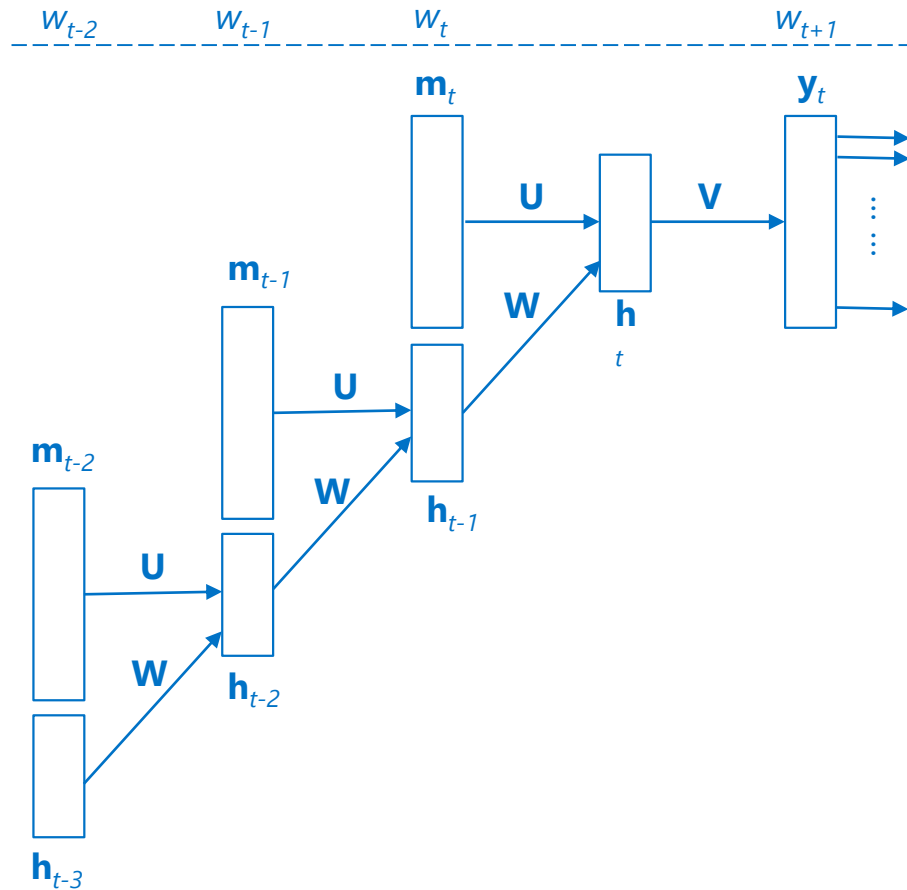 w_{t-2} w_{t-1} w_t w_{t+1}
m_t y_t
U V
m_{t-1}
W h
t
U
m_{t-2}
W h_{t-1}
U
W h_{t-2}
h_{t-3}